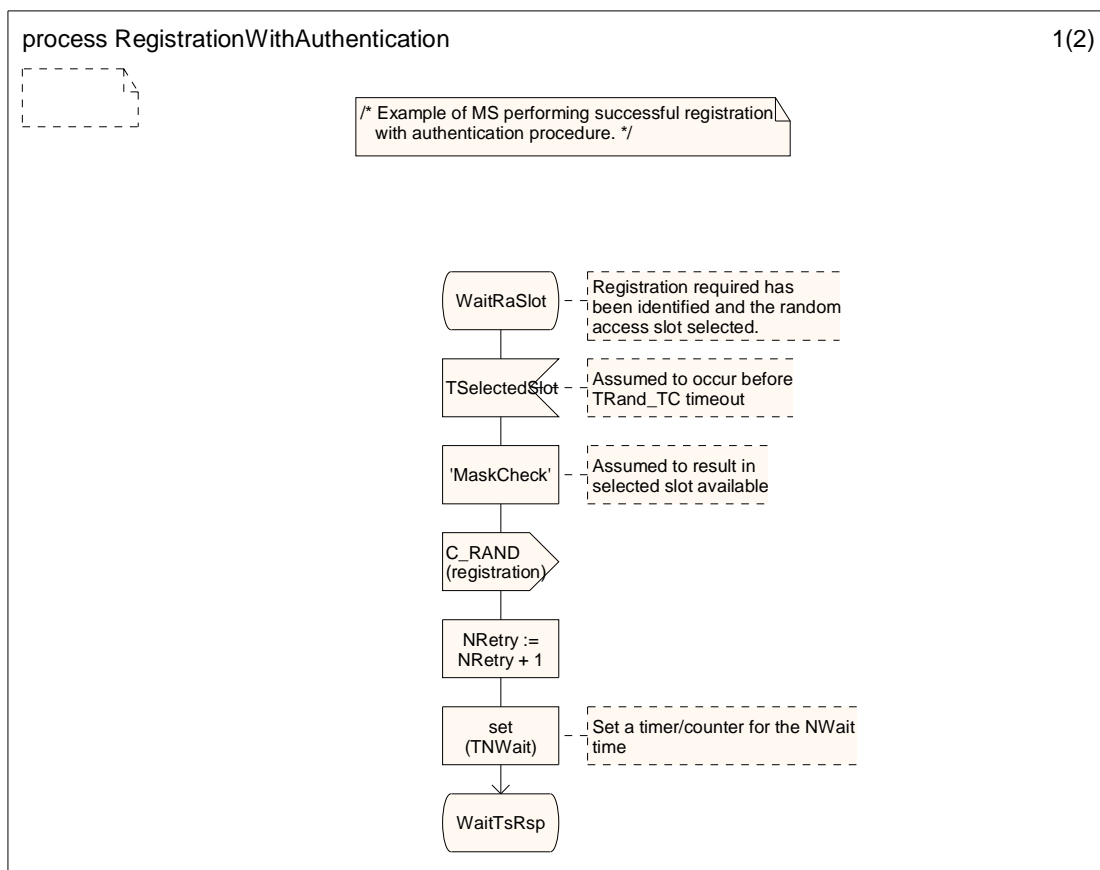 process RegistrationWithAuthentication 1(2)
/* Example of MS performing successful registration
with authentication procedure. */
WaitRaSlot
Registration required has
been identified and the random
access slot selected.
TSelectedSlot
Assumed to occur before
TRand_TC timeout
'MaskCheck'
Assumed to result in
selected slot available
C_RAND
(registration)
NRetry :=
NRetry + 1
set
(TNWait)
Set a timer/counter for the NWait
time
WaitTsRsp